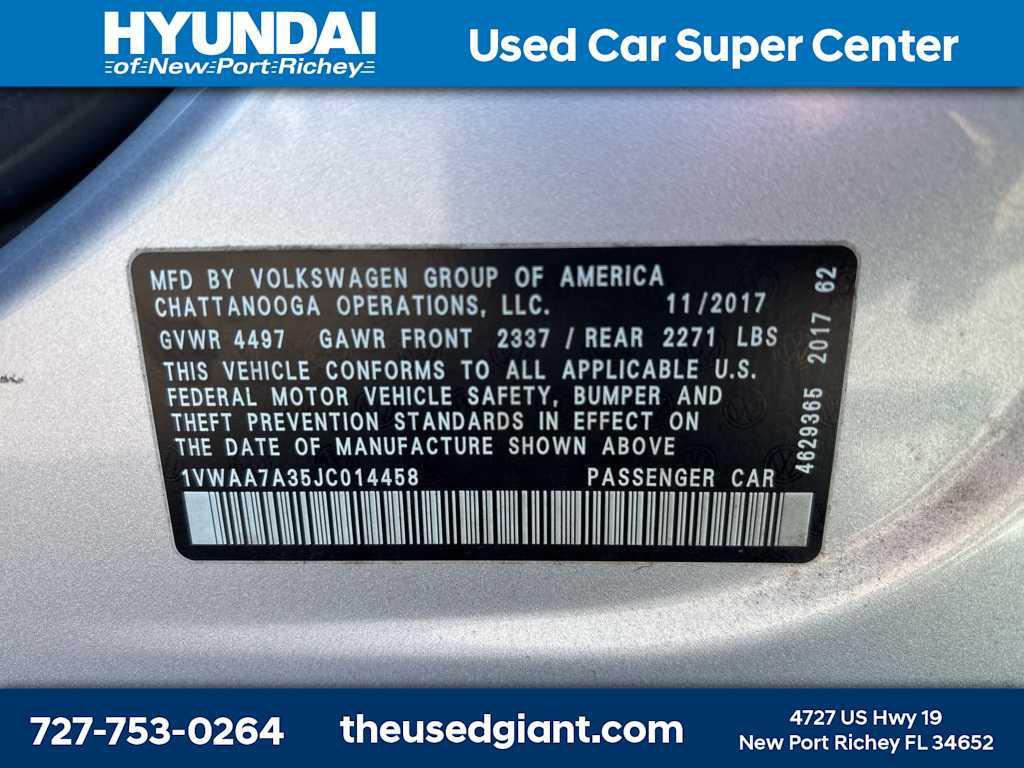 HYUNDAI
of New Port Richey
Used Car Super Center
MFD BY VOLKSWAGEN GROUP OF AMERICA
CHATTANOOGA OPERATIONS, LLC. 11/2017
GVWR 4497 GAWR FRONT 2337 / REAR 2271 LBS
THIS VEHICLE CONFORMS TO ALL APPLICABLE U.S.
FEDERAL MOTOR VEHICLE SAFETY, BUMPER AND
THEFT PREVENTION STANDARDS IN EFFECT ON
THE DATE OF MANUFACTURE SHOWN ABOVE
1VWAA7A35JC014458 PASSENGER CAR
4629365 2017 62
727-753-0264
theusedgiant.com
4727 US Hwy 19
New Port Richey FL 34652